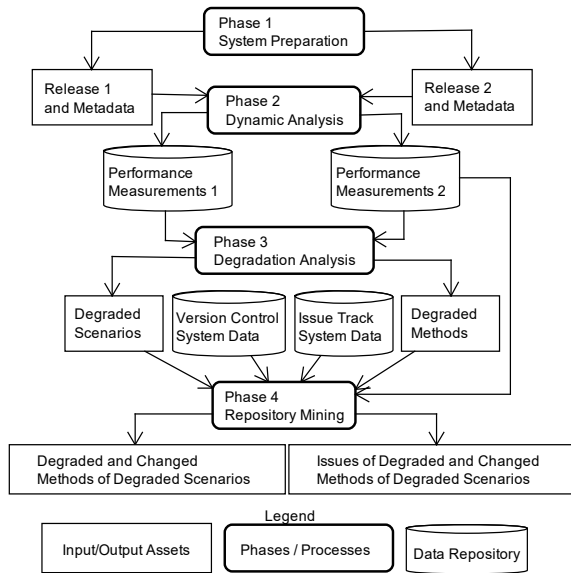 Phase 1
System Preparation
Release 1
and Metadata
Phase 2
Dynamic Analysis
Release 2
and Metadata
Performance
Measurements 1
Performance
Measurements 2
Phase 3
Degradation Analysis
Degraded
Scenarios
Version Control
System Data
Issue Track
System Data
Degraded
Methods
Phase 4
Repository Mining
Degraded and Changed
Methods of Degraded Scenarios
Issues of Degraded and Changed
Methods of Degraded Scenarios
Legend
Input/Output Assets
Phases / Processes
Data Repository